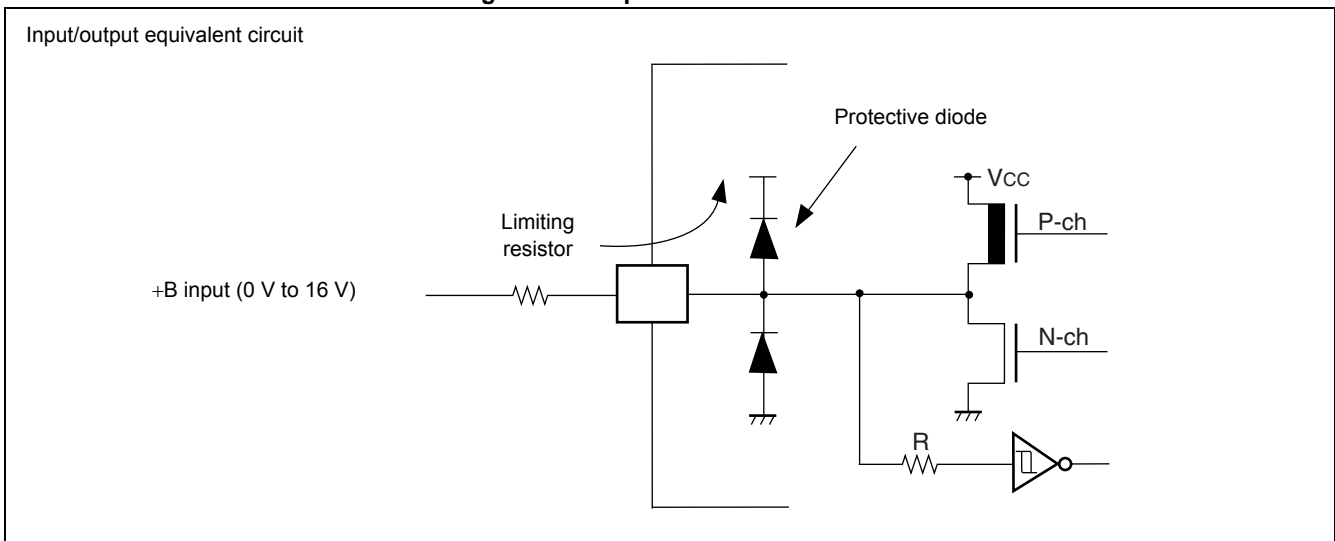 Input/output equivalent circuit
Protective diode
VCC
Limiting
resistor
P-ch
+B input (0 V to 16 V)
N-ch
R